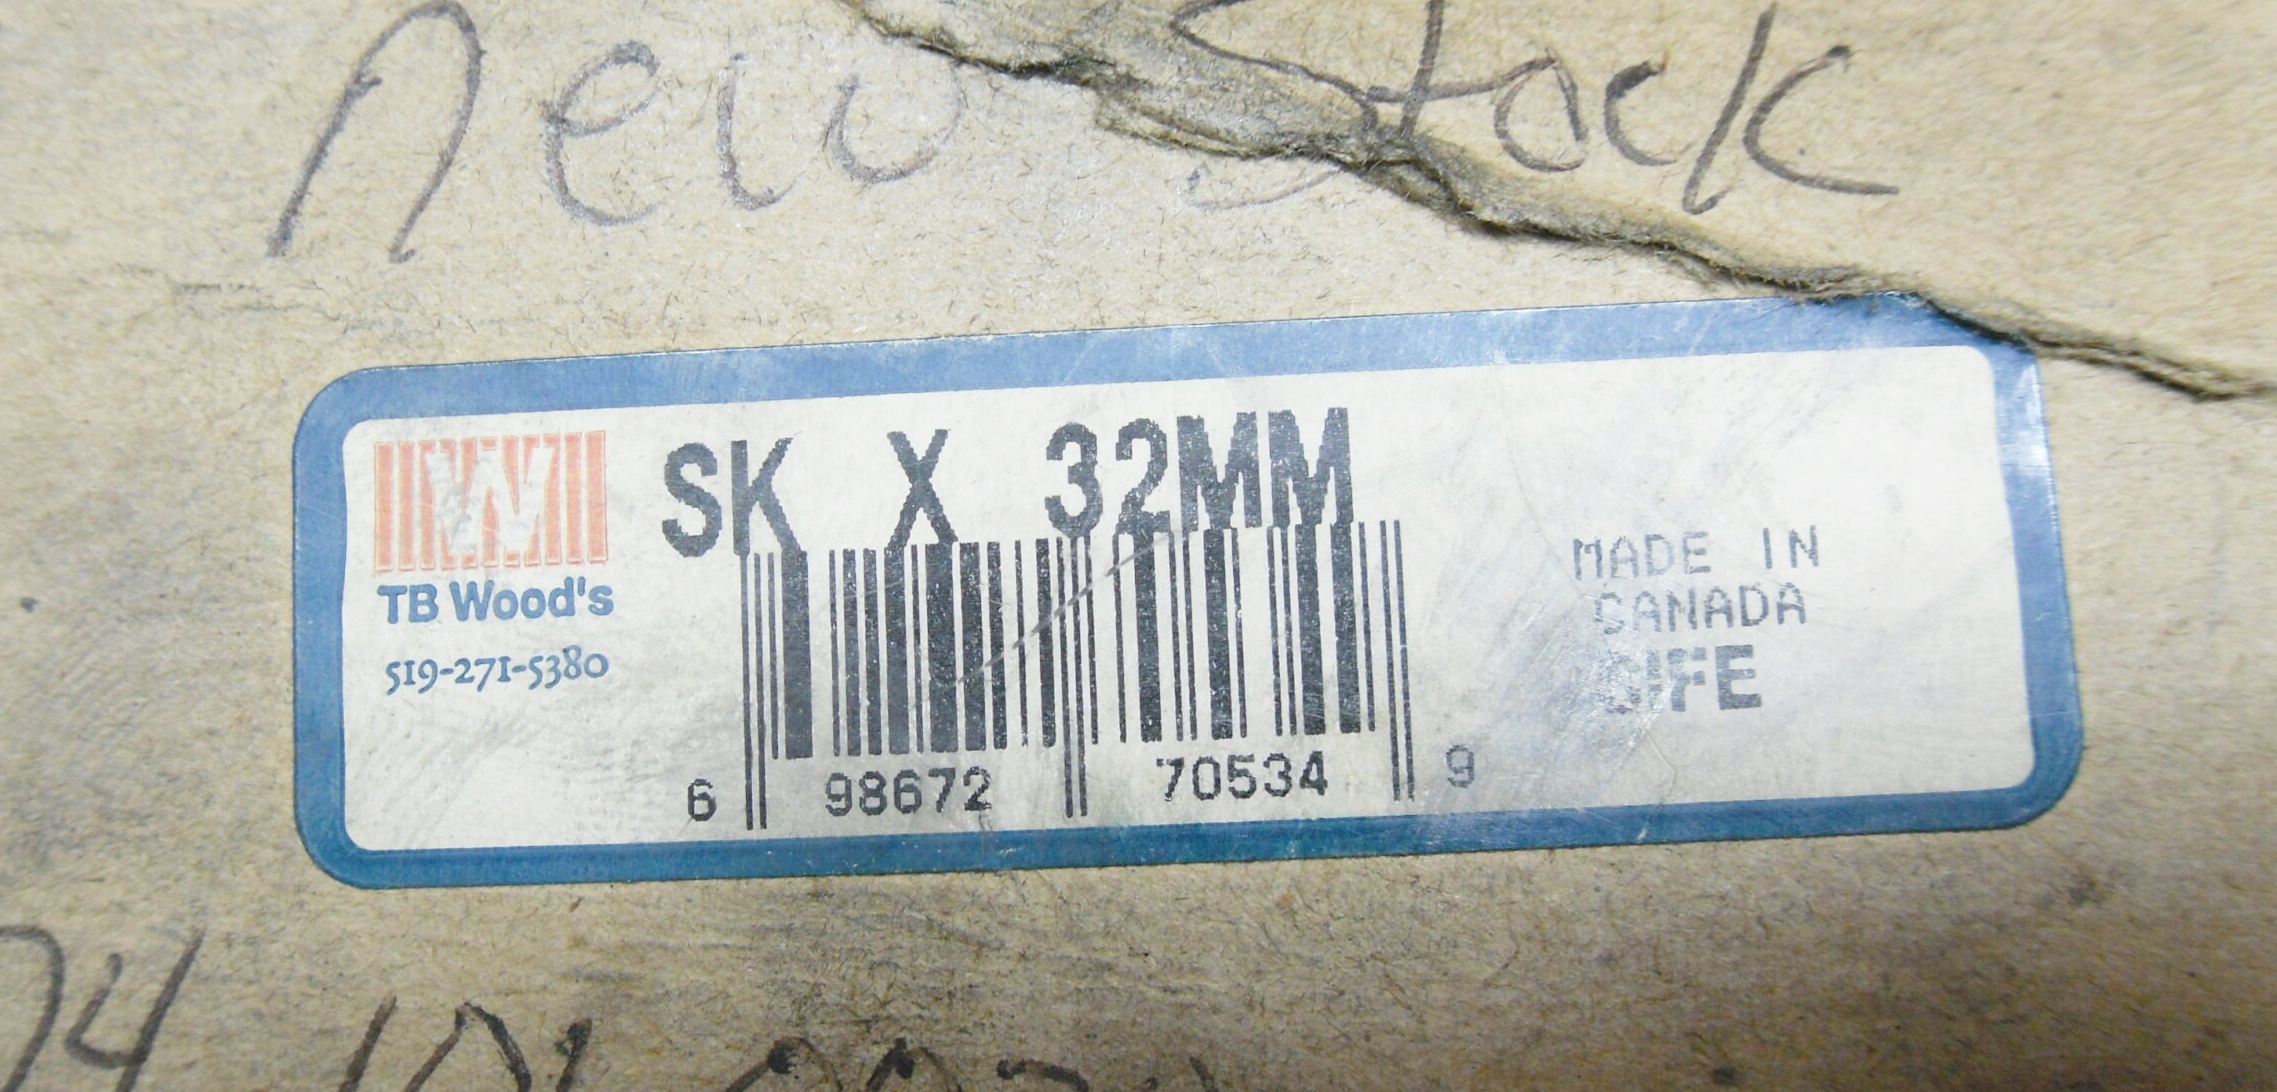 New Stock
SK X 32MM
TB Wood's
519-271-5380
6 98672 70534 9
MADE IN
CANADA